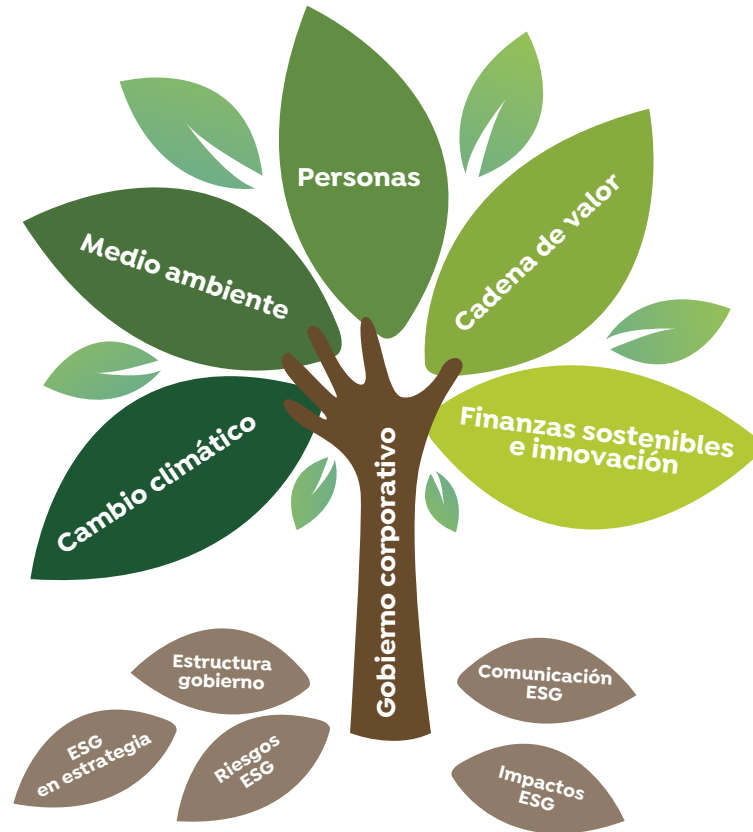 Personas
Medio ambiente
Cadena de valor
Cambio climático
Finanzas sostenibles
e innovación
Gobierno corporativo
Estructura
gobierno
Comunicación
ESG
ESG
en estrategia
Riesgos
ESG
Impactos
ESG